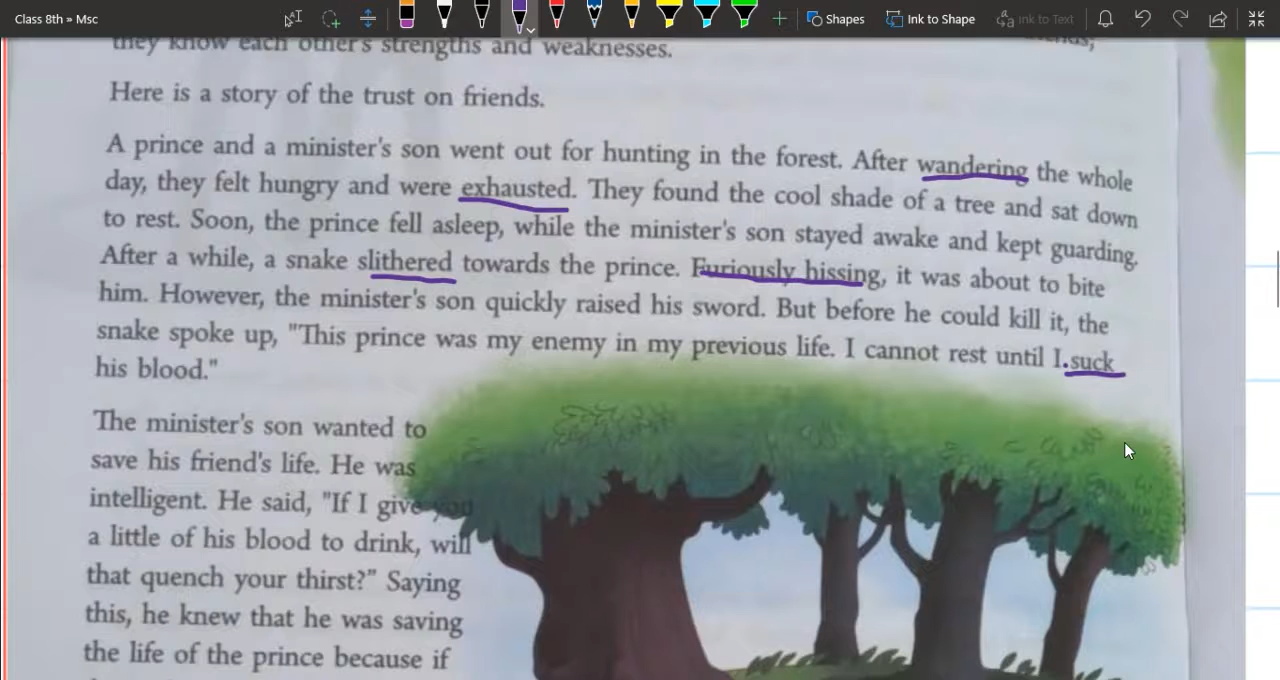 Class 8th » Msc
Shapes
Ink to Shape
Ink to Text
they know each other's strengths and weaknesses.
Here is a story of the trust on friends.
A prince and a minister's son went out for hunting in the forest. After wandering the whole
day, they felt hungry and were exhausted. They found the cool shade of a tree and sat down
to rest. Soon, the prince fell asleep, while the minister's son stayed awake and kept guarding.
After a while, a snake slithered towards the prince. Furiously hissing, it was about to bite
him. However, the minister's son quickly raised his sword. But before he could kill it, the
snake spoke up, "This prince was my enemy in my previous life. I cannot rest until I suck
his blood."
The minister's son wanted to
save his friend's life. He was
intelligent. He said, "If I give you
a little of his blood to drink, will
that quench your thirst?" Saying
this, he knew that he was saving
the life of the prince because if